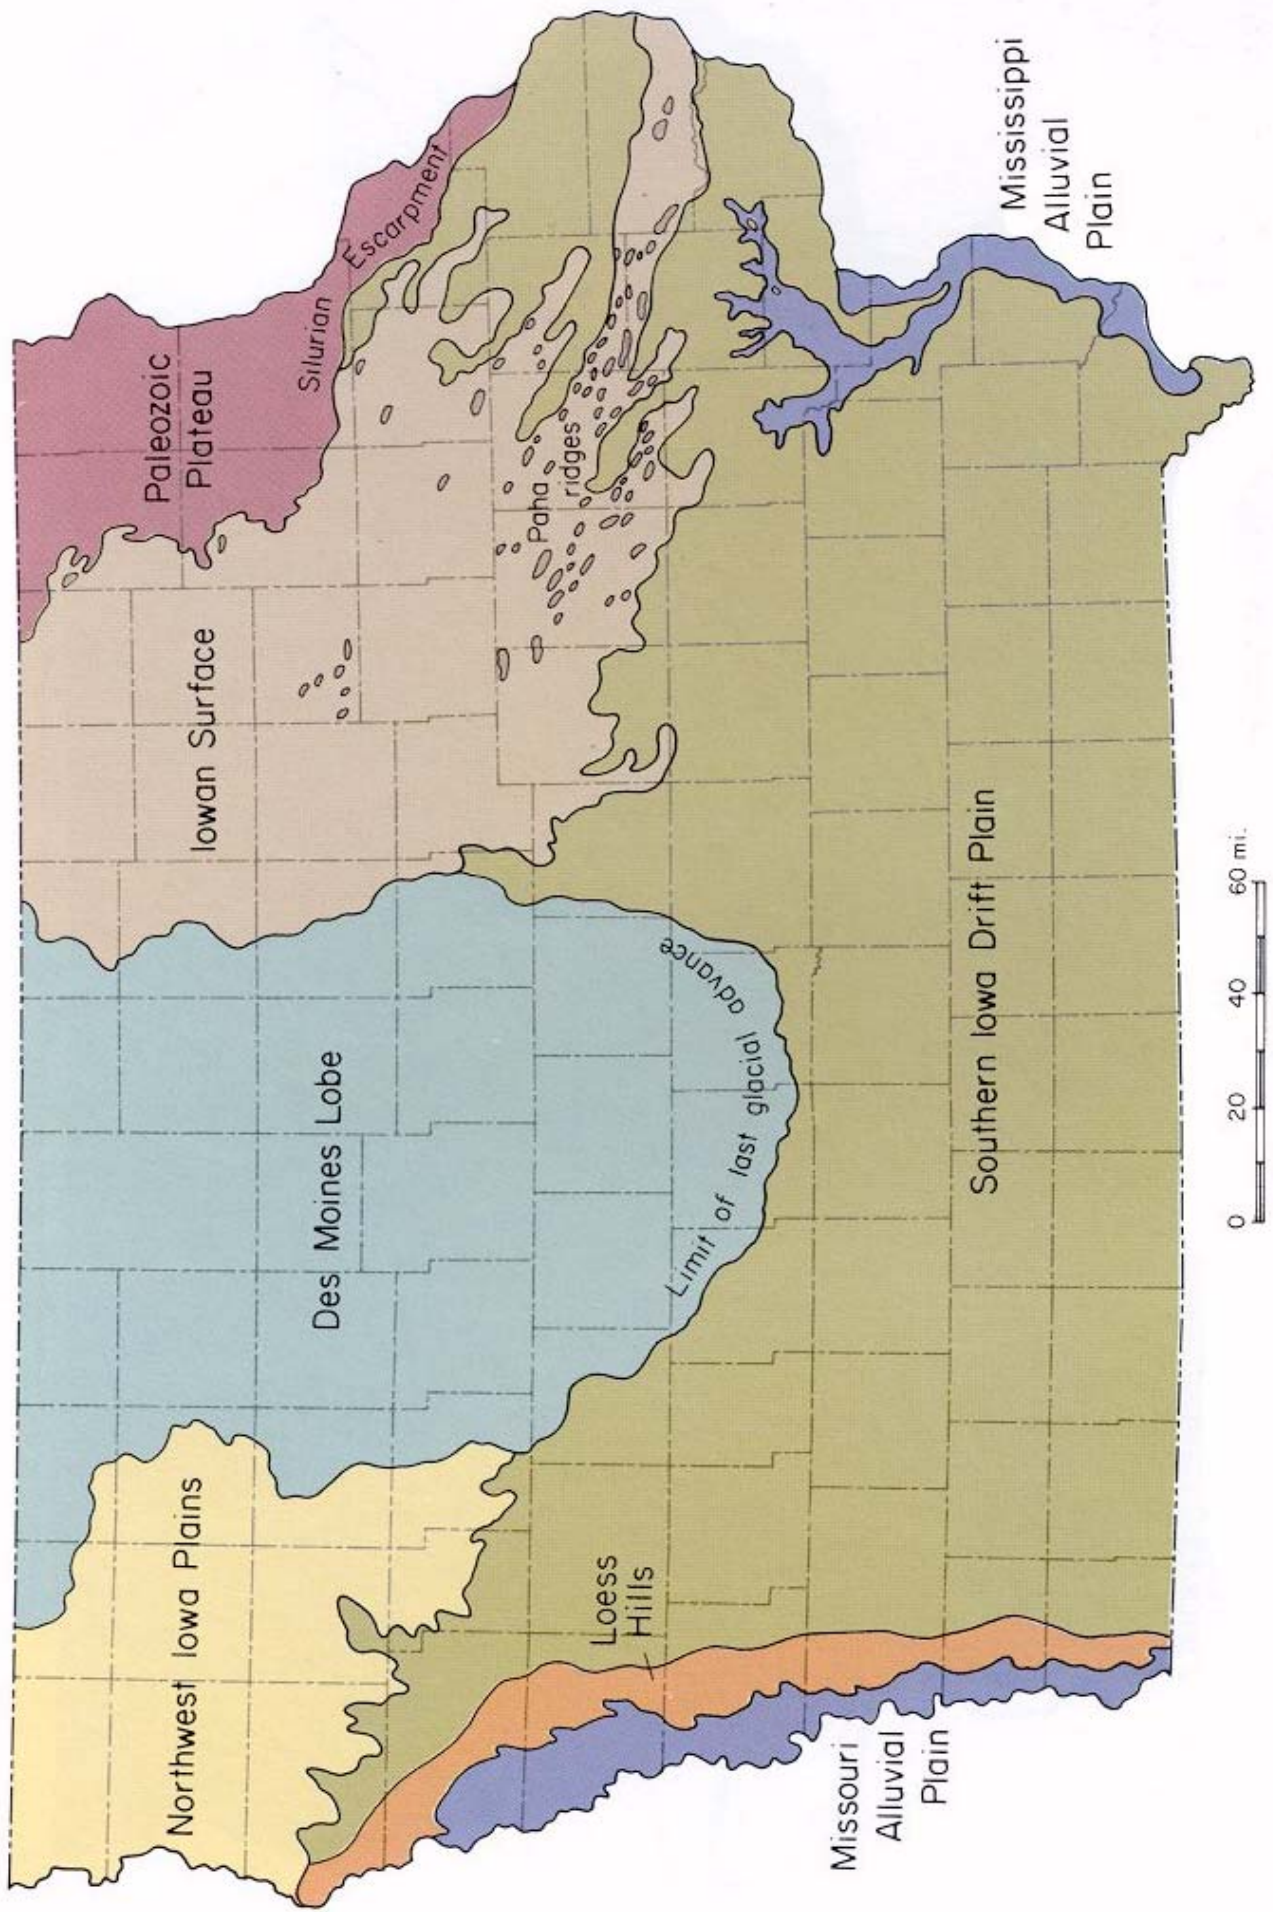 Northwest Iowa Plains
Des Moines Lobe
Iowan Surface
Paleozoic
Plateau
Silurian Escarpment
Paha
ridges
Limit of last glacial advance
Loess
Hills
Southern Iowa Drift Plain
Missouri
Alluvial
Plain
Mississippi
Alluvial
Plain
0 20 40 60 mi.